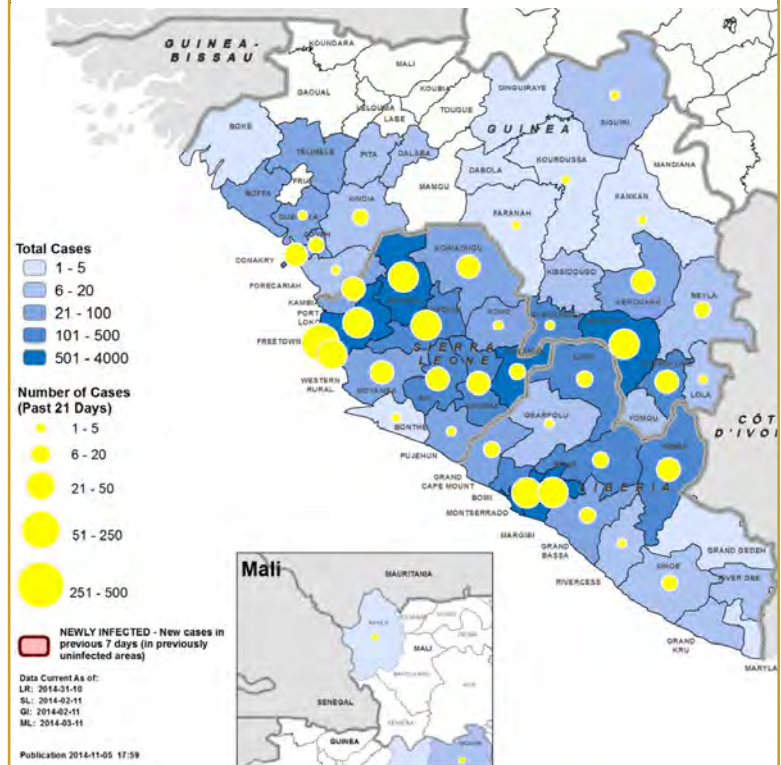 GUINEA-
BISSAU
KOUNDARA
MALI
GAOUAL
KOUBIA
LELOUMA
LABE
TOUGUE
DINGUIRAYE
SIGUIRI
GUINEA
BOKE
TELIMELE
PITA
DALABA
KOUROUSSA
MANDIANA
FRIA
MAMOU
DABOLA
BOFFA
KINDIA
KANKAN
FARANAH
CONAKRY
FORECARIAH
KOINADUGU
KISSIDOUGO
KEROUANE
BEYLA
KAMBIA
PORT
LOKO
KONO
FREETOWN
SIERRA
LEONE
WESTERN
RURAL
MOYAMBA
LOFA
LOLA
YOMOU
CÔTE
D'IVOI
BONTHE
GBARPOLU
PUJEHUN
GRAND
CAPE MOUNT
BOMI
MONTSERRADO
LIBERIA
MARGIBI
GRAND
BASSA
GRAND GEDEH
RIVERCESS
SINOE
RIVER GBE
GRAND
KRU
MARYLA
Total Cases
1 - 5
6 - 20
21 - 100
101 - 500
501 - 4000
Number of Cases
(Past 21 Days)
1 - 5
6 - 20
21 - 50
51 - 250
251 - 500
NEWLY INFECTED - New cases in
previous 7 days (in previously
uninfected areas)
Data Current As of:
LR: 2014-31-10
SL: 2014-02-11
GI: 2014-02-11
ML: 2014-03-11
Publication 2014-11-05 17:59
Mali
MAURITANIA
KAYES
MALI
SENEGAL
GUINEA